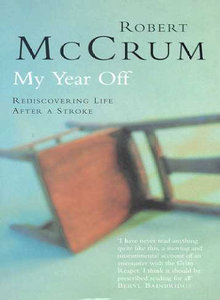 ROBERT
MCCRUM
My Year Off
REDISCOVERING LIFE
AFTER A STROKE
'I have never read anything
quite like this, a moving and
unsentimental account of an
encounter with the Grim
Reaper. I think it should be
prescribed reading for all'
BERYL BAINBRIDGE